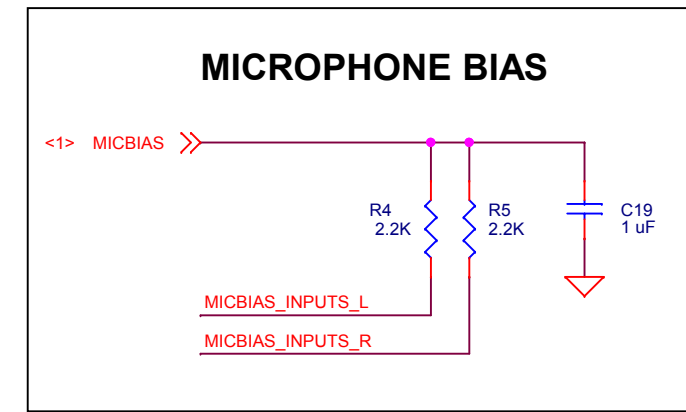 MICROPHONE BIAS
<1> MICBIAS
R4
2.2K
R5
2.2K
C19
1 uF
MICBIAS_INPUTS_L
MICBIAS_INPUTS_R